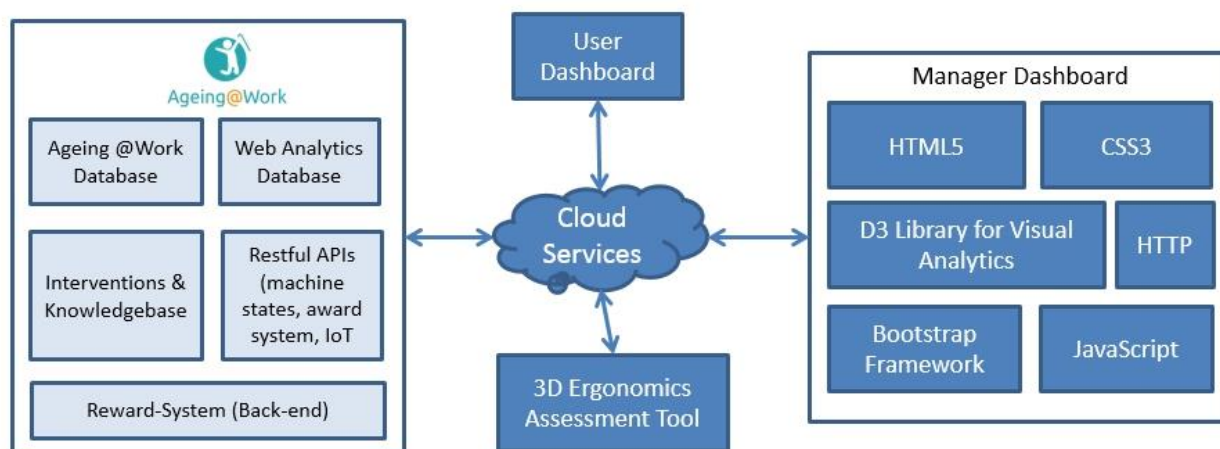 Ageing@Work
Ageing @Work
Database
Web Analytics
Database
Interventions &
Knowledgebase
Restful APIs
(machine
states, award
system, IoT
Reward-System (Back-end)
User
Dashboard
Cloud
Services
3D Ergonomics
Assessment Tool
Manager Dashboard
HTML5
CSS3
D3 Library for Visual
Analytics
HTTP
Bootstrap
Framework
JavaScript